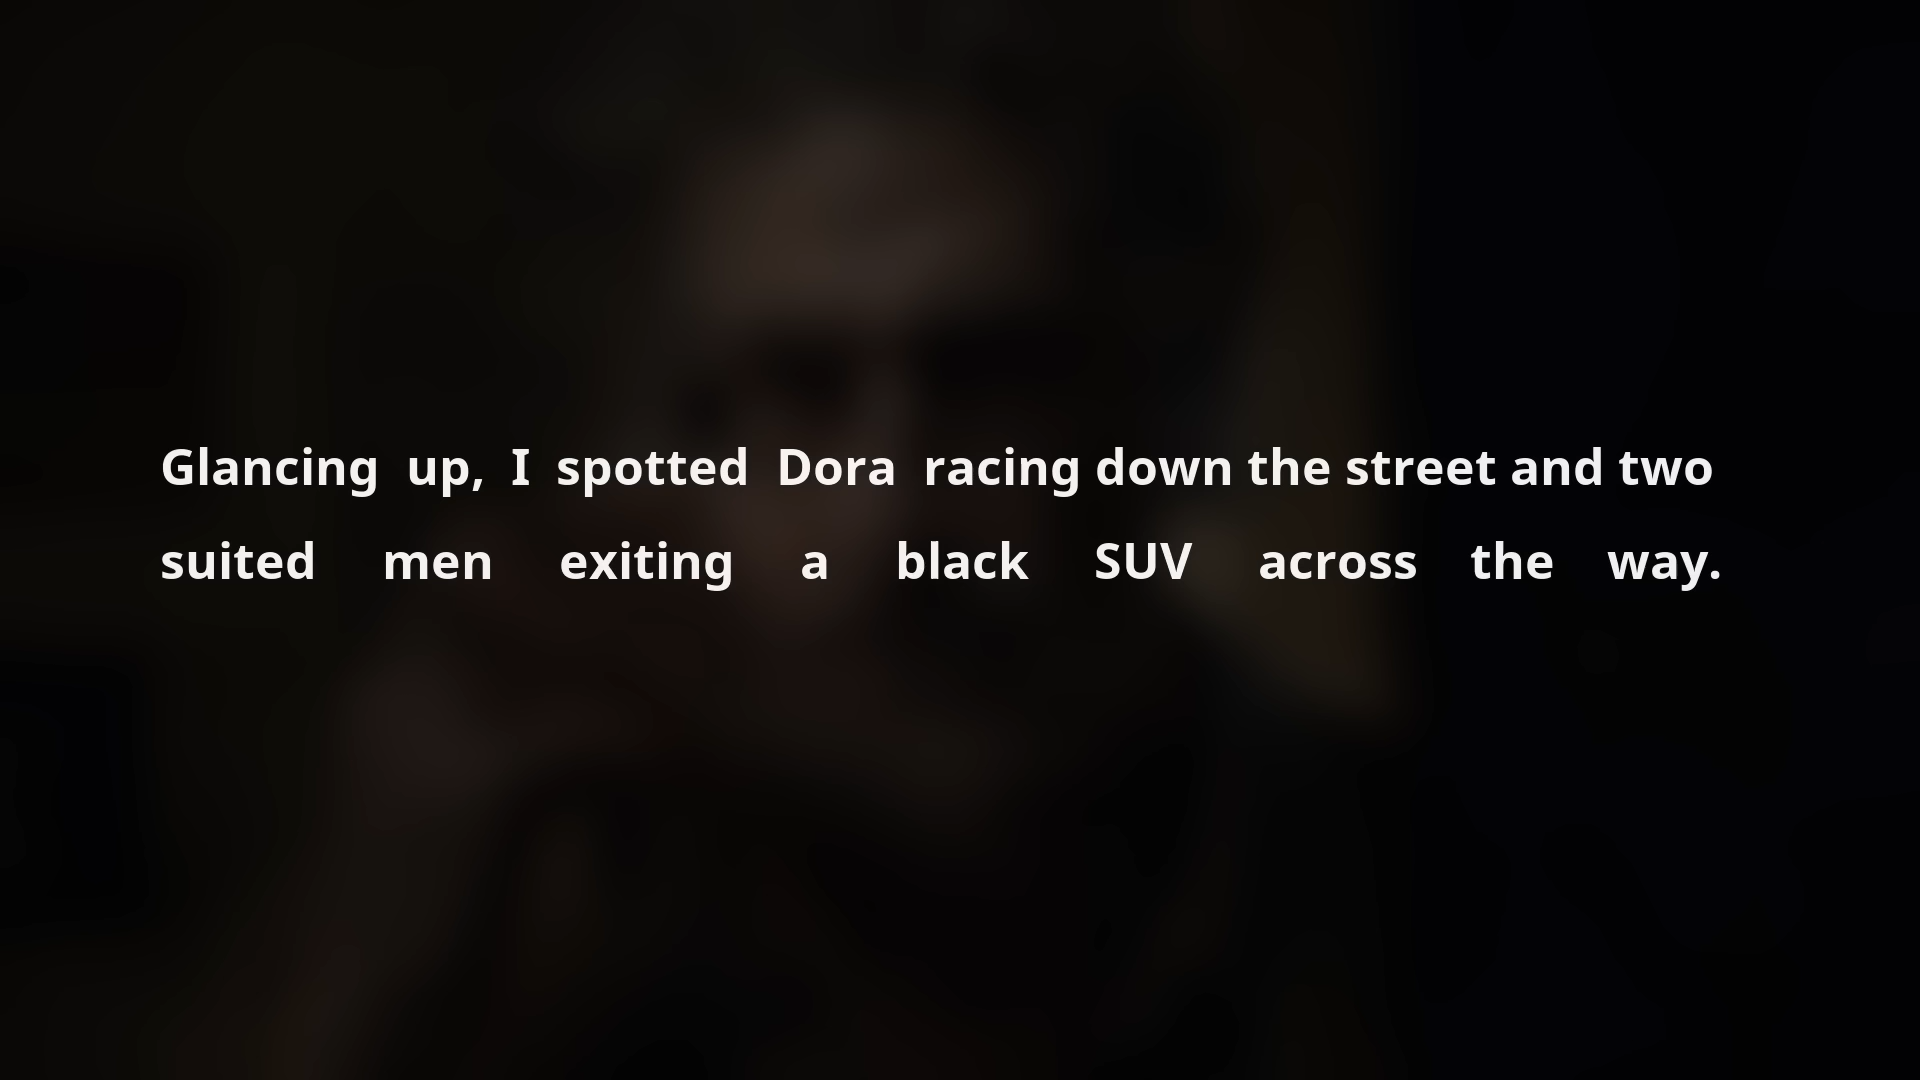 Glancing up, I spotted Dora racing down the street and two
suited men exiting a black SUV across the way.